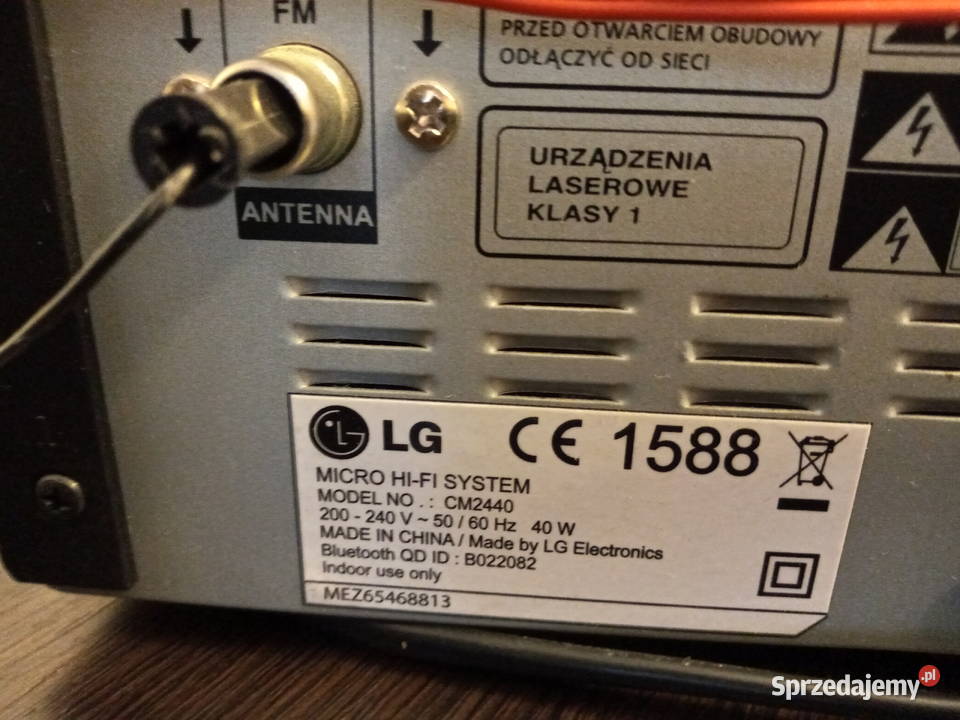 FM
ANTENNA
PRZED OTWARCIEM OBUDOWY
ODŁĄCZYĆ OD SIECI
URZĄDZENIA
LASEROWE
KLASY 1
LG CE 1588
MICRO HI-FI SYSTEM
MODEL NO . : CM2440
200 - 240 V ~ 50 / 60 Hz 40 W
MADE IN CHINA / Made by LG Electronics
Bluetooth QD ID : B022082
Indoor use only
MEZ65468813
Sprzedajemy.pl